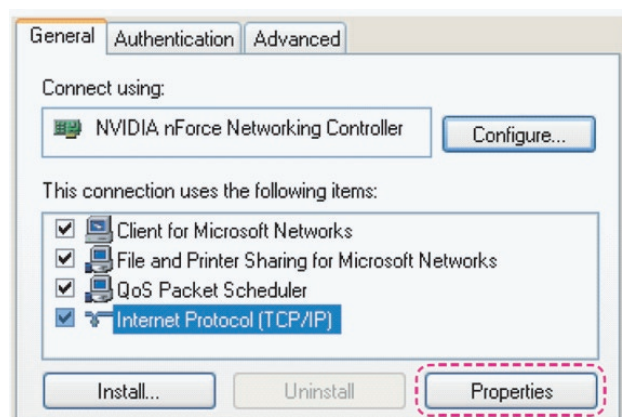 General Authentication Advanced
Connect using:
NVIDIA nForce Networking Controller Configure...
This connection uses the following items:
Client for Microsoft Networks
File and Printer Sharing for Microsoft Networks
QoS Packet Scheduler
Internet Protocol (TCP/IP)
Install... Uninstall Properties